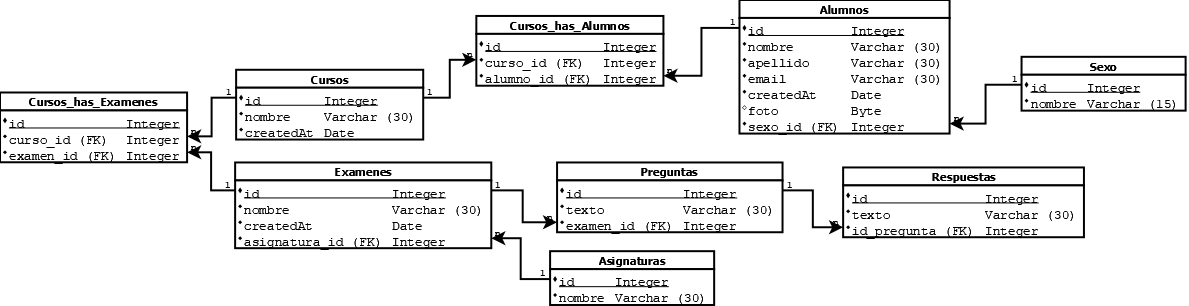 Cursos_has_Examenes
id Integer
curso_id (FK) Integer
examen_id (FK) Integer
Cursos
id Integer
nombre Varchar (30)
createdAt Date
Cursos_has_Alumnos
id Integer
curso_id (FK) Integer
alumno_id (FK) Integer
Alumnos
id Integer
nombre Varchar (30)
apellido Varchar (30)
email Varchar (30)
createdAt Date
foto Byte
sexo_id (FK) Integer
Sexo
id Integer
nombre Varchar (15)
Examenes
id Integer
nombre Varchar (30)
createdAt Date
asignatura_id (FK) Integer
Preguntas
id Integer
texto Varchar (30)
examen_id (FK) Integer
Respuestas
id Integer
texto Varchar (30)
id_pregunta (FK) Integer
Asignaturas
id Integer
nombre Varchar (30)
1
1
1
1
1
1
1
1